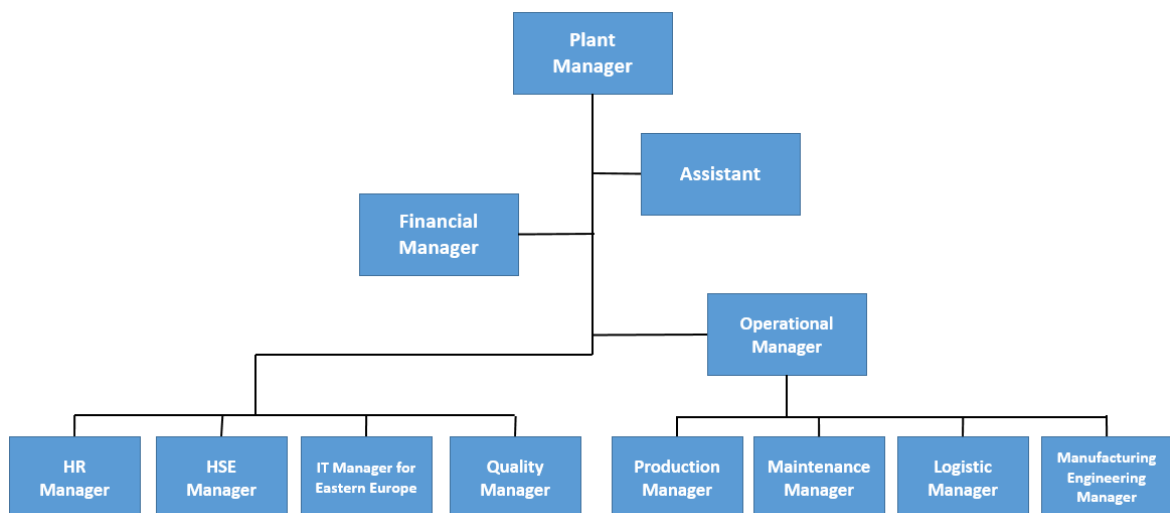 Plant
Manager
Assistant
Financial
Manager
Operational
Manager
HR
Manager
HSE
Manager
IT Manager for
Eastern Europe
Quality
Manager
Production
Manager
Maintenance
Manager
Logistic
Manager
Manufacturing
Engineering
Manager